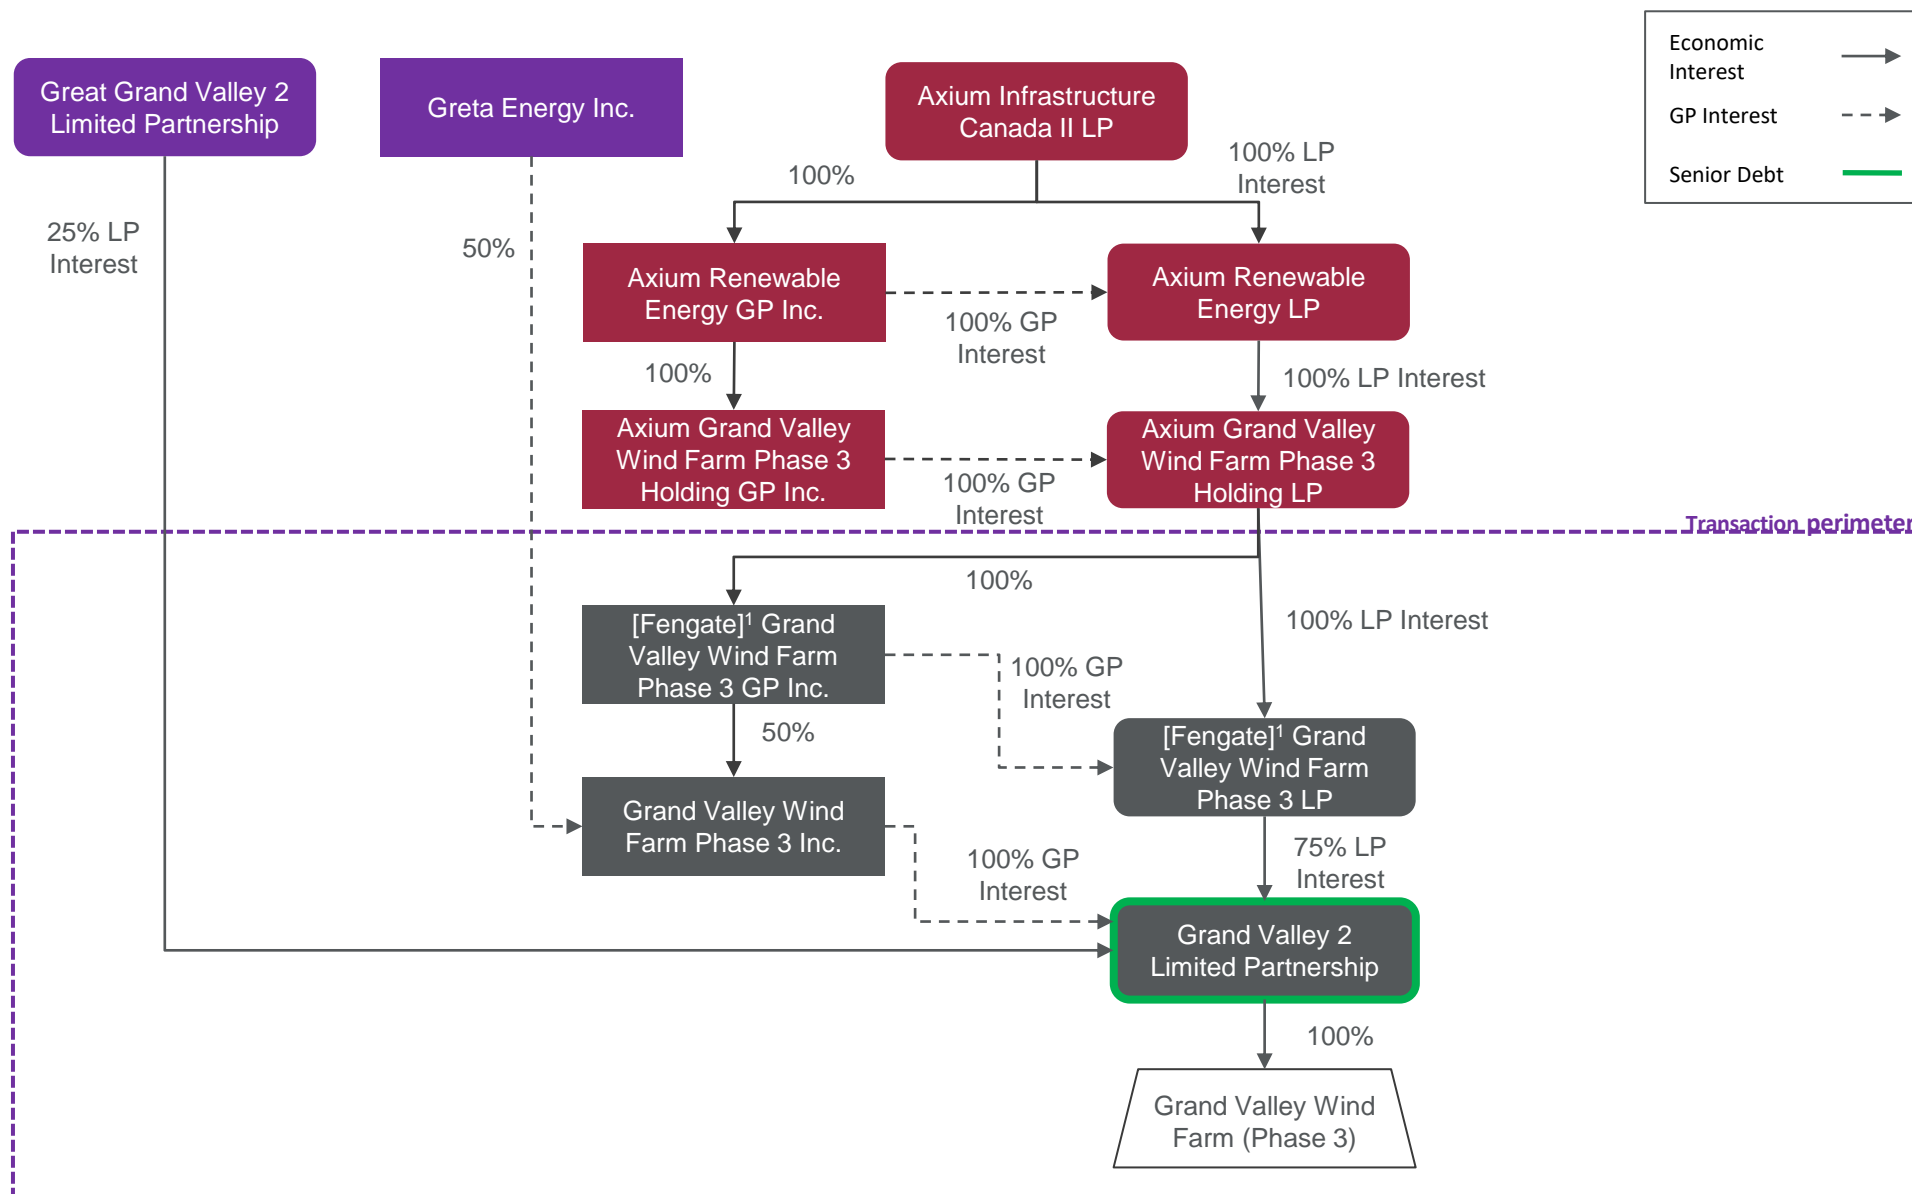 Economic
Interest
GP Interest
Senior Debt
Great Grand Valley 2
Limited Partnership
Greta Energy Inc.
Axium Infrastructure
Canada II LP
100%
100% LP
Interest
25% LP
Interest
50%
Axium Renewable
Energy GP Inc.
100% GP
Interest
Axium Renewable
Energy LP
100%
100% LP Interest
Axium Grand Valley
Wind Farm Phase 3
Holding GP Inc.
100% GP
Interest
Axium Grand Valley
Wind Farm Phase 3
Holding LP
Transaction perimeter
100%
100% LP Interest
[Fengate]¹ Grand
Valley Wind Farm
Phase 3 GP Inc.
100% GP
Interest
50%
[Fengate]¹ Grand
Valley Wind Farm
Phase 3 LP
Grand Valley Wind
Farm Phase 3 Inc.
100% GP
Interest
75% LP
Interest
Grand Valley 2
Limited Partnership
100%
Grand Valley Wind
Farm (Phase 3)